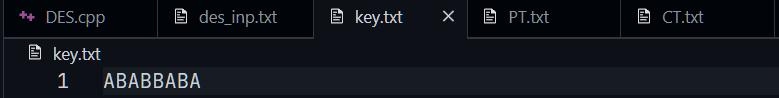 DES.cpp des_inp.txt key.txt PT.txt CT.txt
key.txt
1 ABABBABA